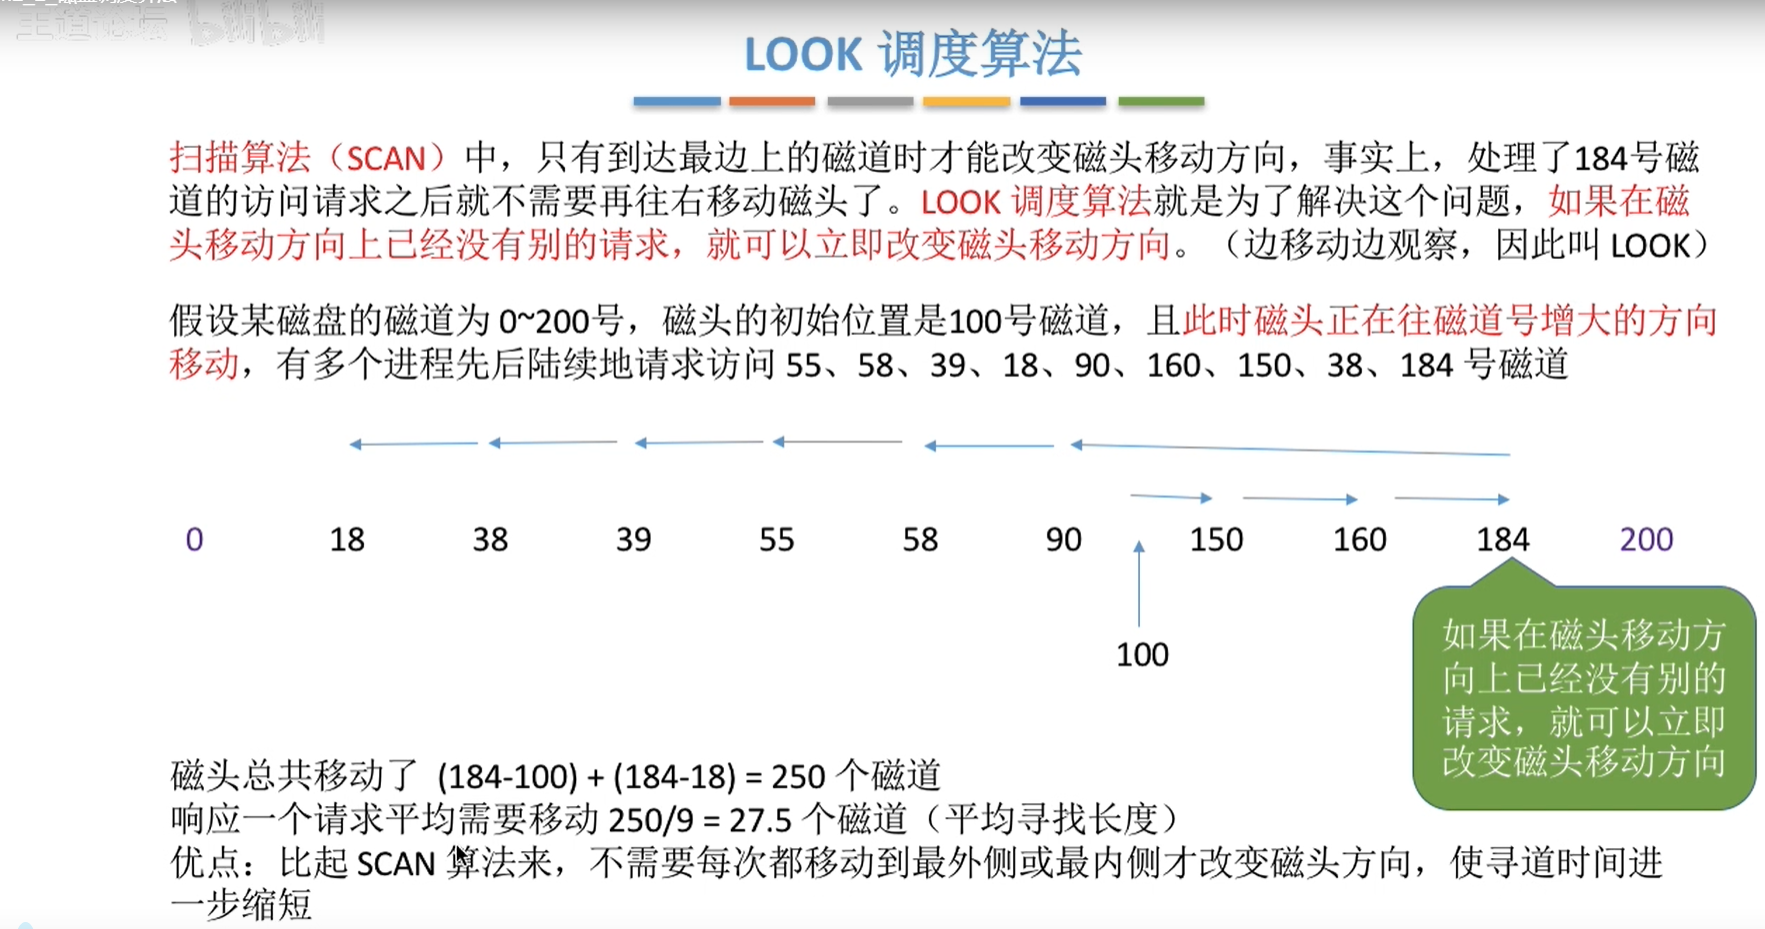 王道论坛 bilibili
LOOK 调度算法
扫描算法（SCAN）中，只有到达最边上的磁道时才能改变磁头移动方向，事实上，处理了184号磁
道的访问请求之后就不需要再往右移动磁头了。LOOK 调度算法就是为了解决这个问题，如果在磁
头移动方向上已经没有别的请求，就可以立即改变磁头移动方向。（边移动边观察，因此叫 LOOK）
假设某磁盘的磁道为 0~200号，磁头的初始位置是100号磁道，且此时磁头正在往磁道号增大的方向
移动，有多个进程先后陆续地请求访问 55、58、39、18、90、160、150、38、184 号磁道
0 18 38 39 55 58 90 150 160 184 200
100
如果在磁头移动方
向上已经没有别的
请求，就可以立即
改变磁头移动方向
磁头总共移动了 (184-100) + (184-18) = 250 个磁道
响应一个请求平均需要移动 250/9 = 27.5 个磁道（平均寻找长度）
优点：比起 SCAN 算法来，不需要每次都移动到最外侧或最内侧才改变磁头方向，使寻道时间进
一步缩短